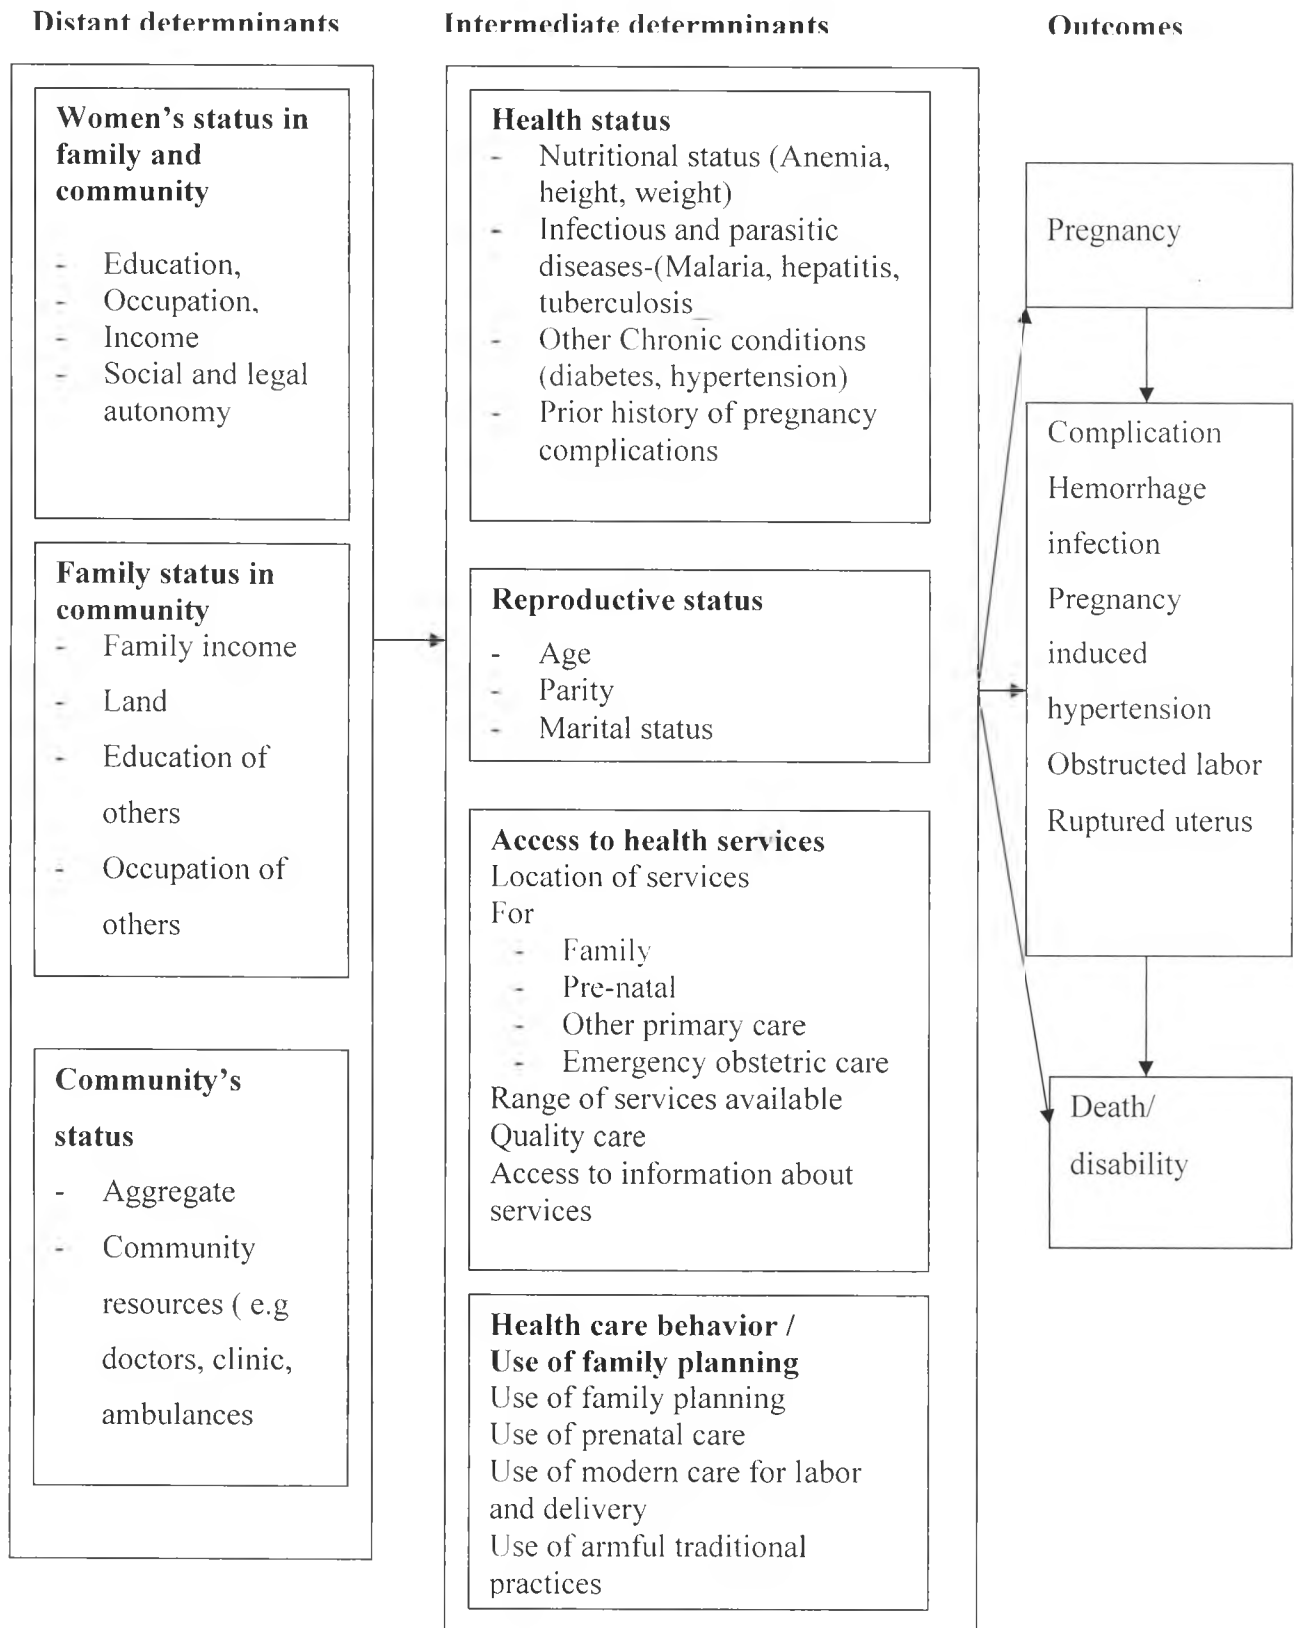 Distant determninants
Intermediate determninants
Outcomes
Women's status in
family and
community
- Education,
- Occupation,
- Income
- Social and legal
autonomy
Family status in
community
- Family income
- Land
- Education of
others
- Occupation of
others
Community's
status
- Aggregate
- Community
resources ( e.g
doctors, clinic,
ambulances
Health status
- Nutritional status (Anemia,
height, weight)
- Infectious and parasitic
diseases-(Malaria, hepatitis,
tuberculosis_
- Other Chronic conditions
(diabetes, hypertension)
- Prior history of pregnancy
complications
Reproductive status
- Age
- Parity
- Marital status
Access to health services
Location of services
For
- Family
- Pre-natal
- Other primary care
- Emergency obstetric care
Range of services available
Quality care
Access to information about
services
Health care behavior /
Use of family planning
Use of family planning
Use of prenatal care
Use of modern care for labor
and delivery
Use of armful traditional
practices
Pregnancy
Complication
Hemorrhage
infection
Pregnancy
induced
hypertension
Obstructed labor
Ruptured uterus
Death/
disability